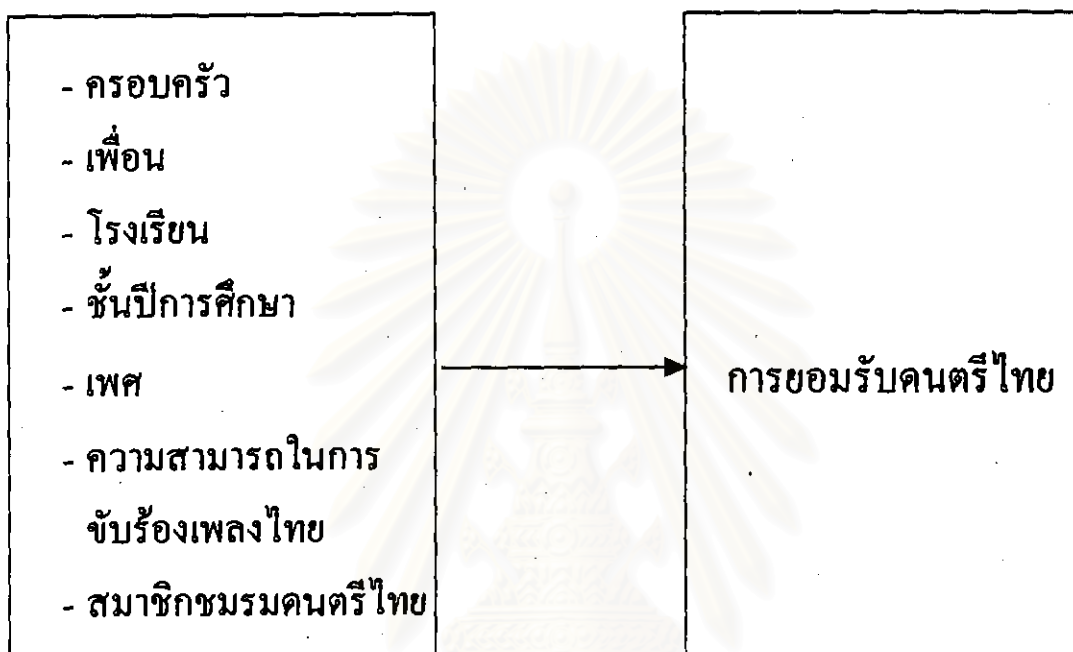 - ครอบครัว
- เพื่อน
- โรงเรียน
- ชั้นปีการศึกษา
- เพศ
- ความสามารถในการ
ขับร้องเพลงไทย
- สมาชิกชมรมดนตรีไทย
การยอมรับดนตรีไทย